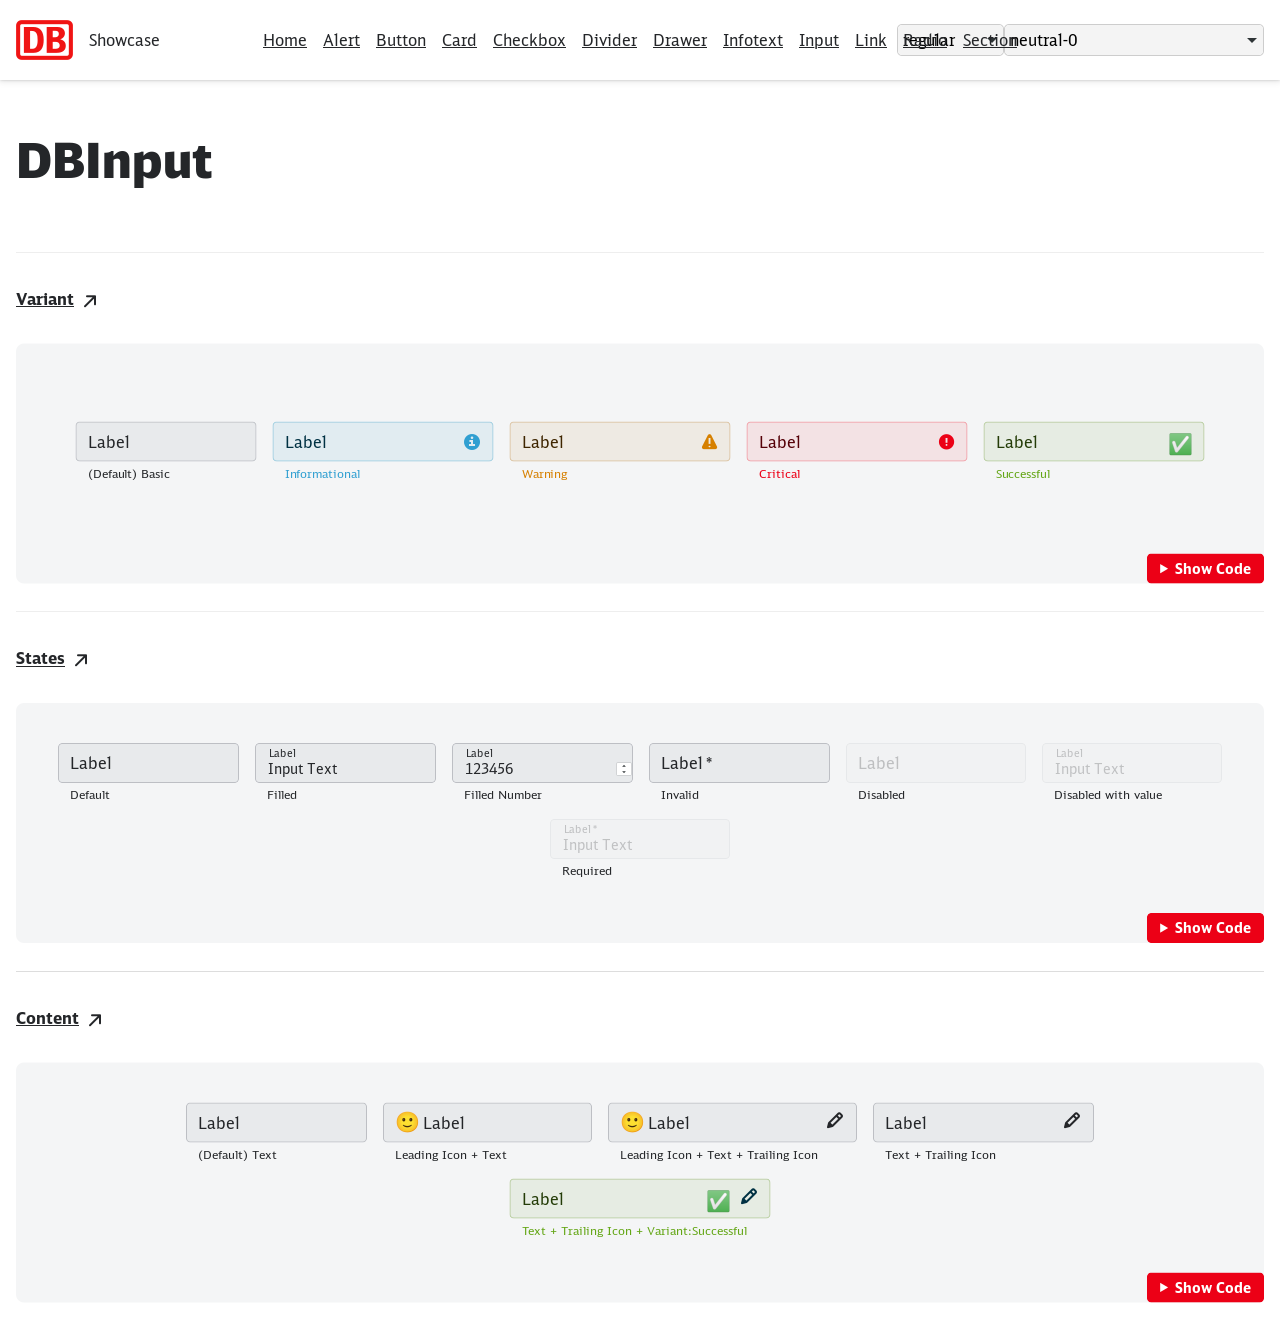 DB Showcase Home Alert Button Card Checkbox Divider Drawer Infotext Input Link Radio regular Section neutral-0
DBInput
Variant
Label Label Label Label Label
(Default) Basic Informational Warning Critical Successful
Show Code
States
Label Label Input Text Label 123456 Label * Label Label Input Text
Default Filled Filled Number Invalid Disabled Disabled with value
Label *
Input Text
Required
Show Code
Content
Label Label Label Label
(Default) Text Leading Icon + Text Leading Icon + Text + Trailing Icon Text + Trailing Icon
Label
Text + Trailing Icon + Variant:Successful
Show Code